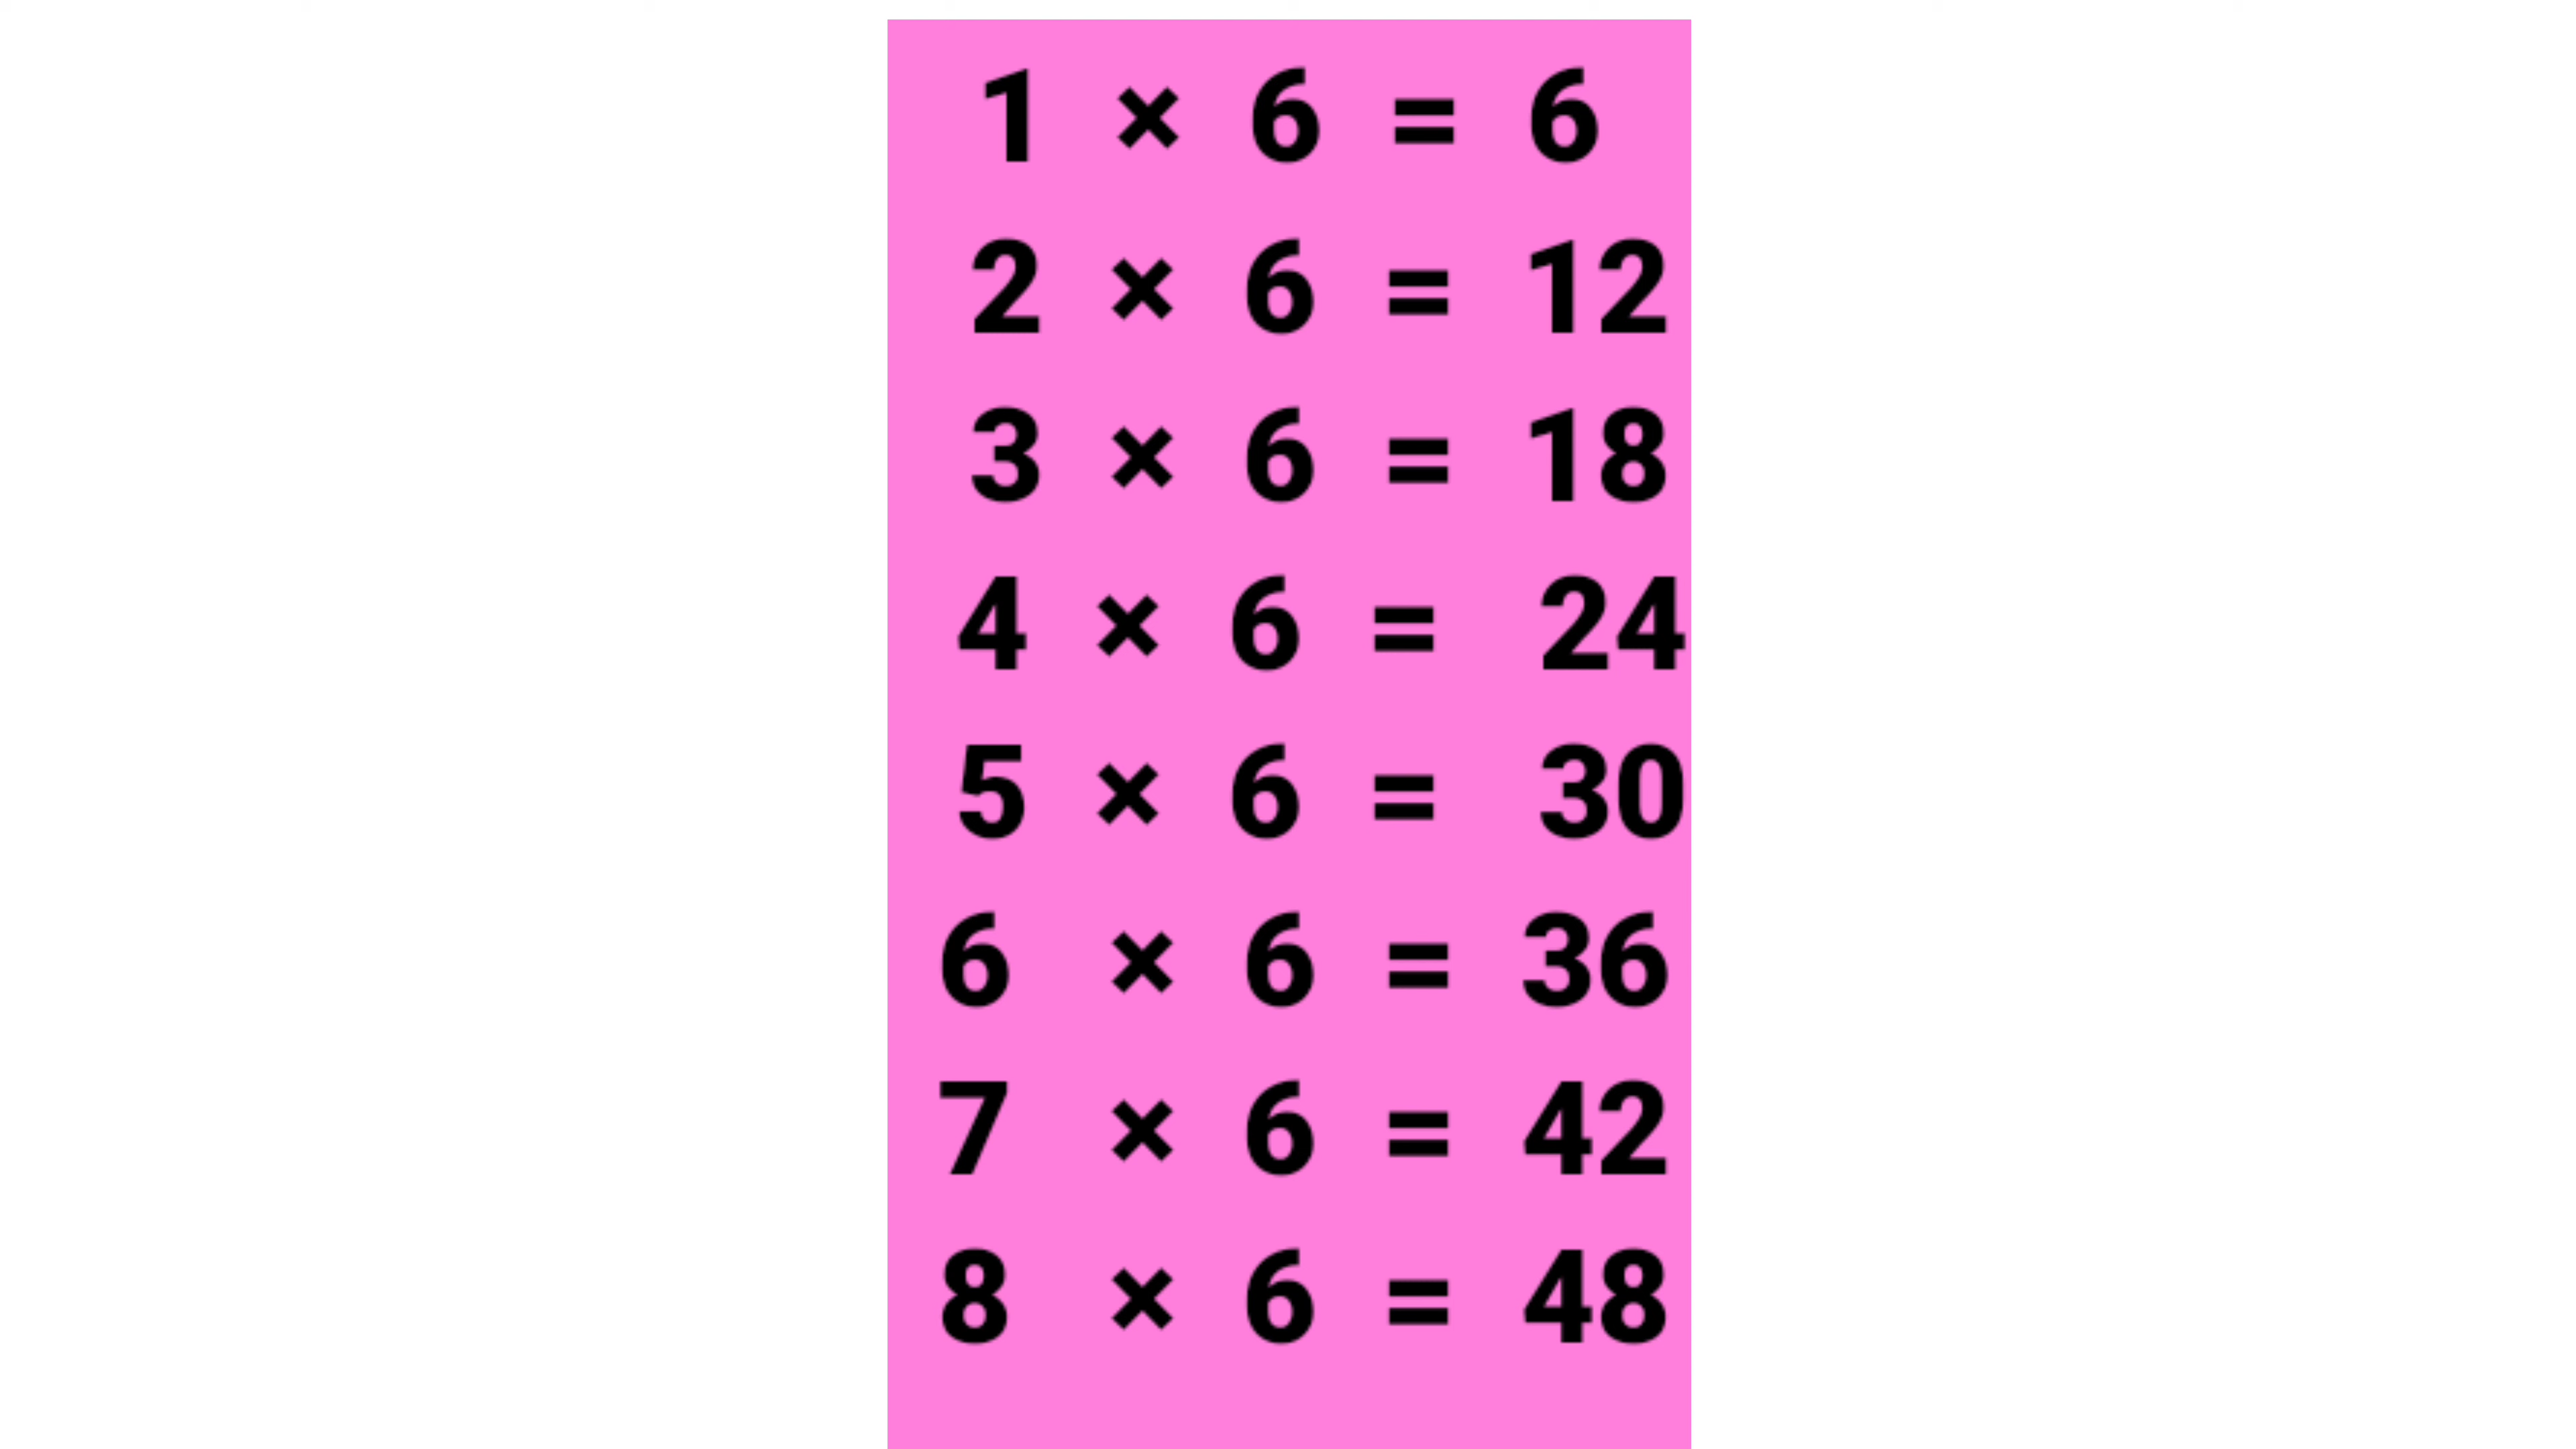 1 × 6 = 6
2 × 6 = 12
3 × 6 = 18
4 × 6 = 24
5 × 6 = 30
6 × 6 = 36
7 × 6 = 42
8 × 6 = 48